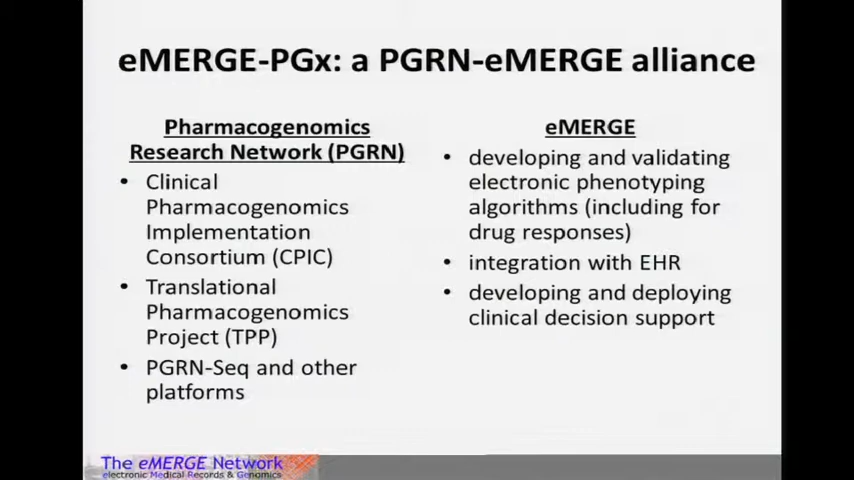 eMERGE-PGx: a PGRN-eMERGE alliance
Pharmacogenomics
Research Network (PGRN)
• Clinical
Pharmacogenomics
Implementation
Consortium (CPIC)
• Translational
Pharmacogenomics
Project (TPP)
• PGRN-Seq and other
platforms
eMERGE
• developing and validating
electronic phenotyping
algorithms (including for
drug responses)
• integration with EHR
• developing and deploying
clinical decision support
The eMERGE Network
electronic Medical Records & Genomics